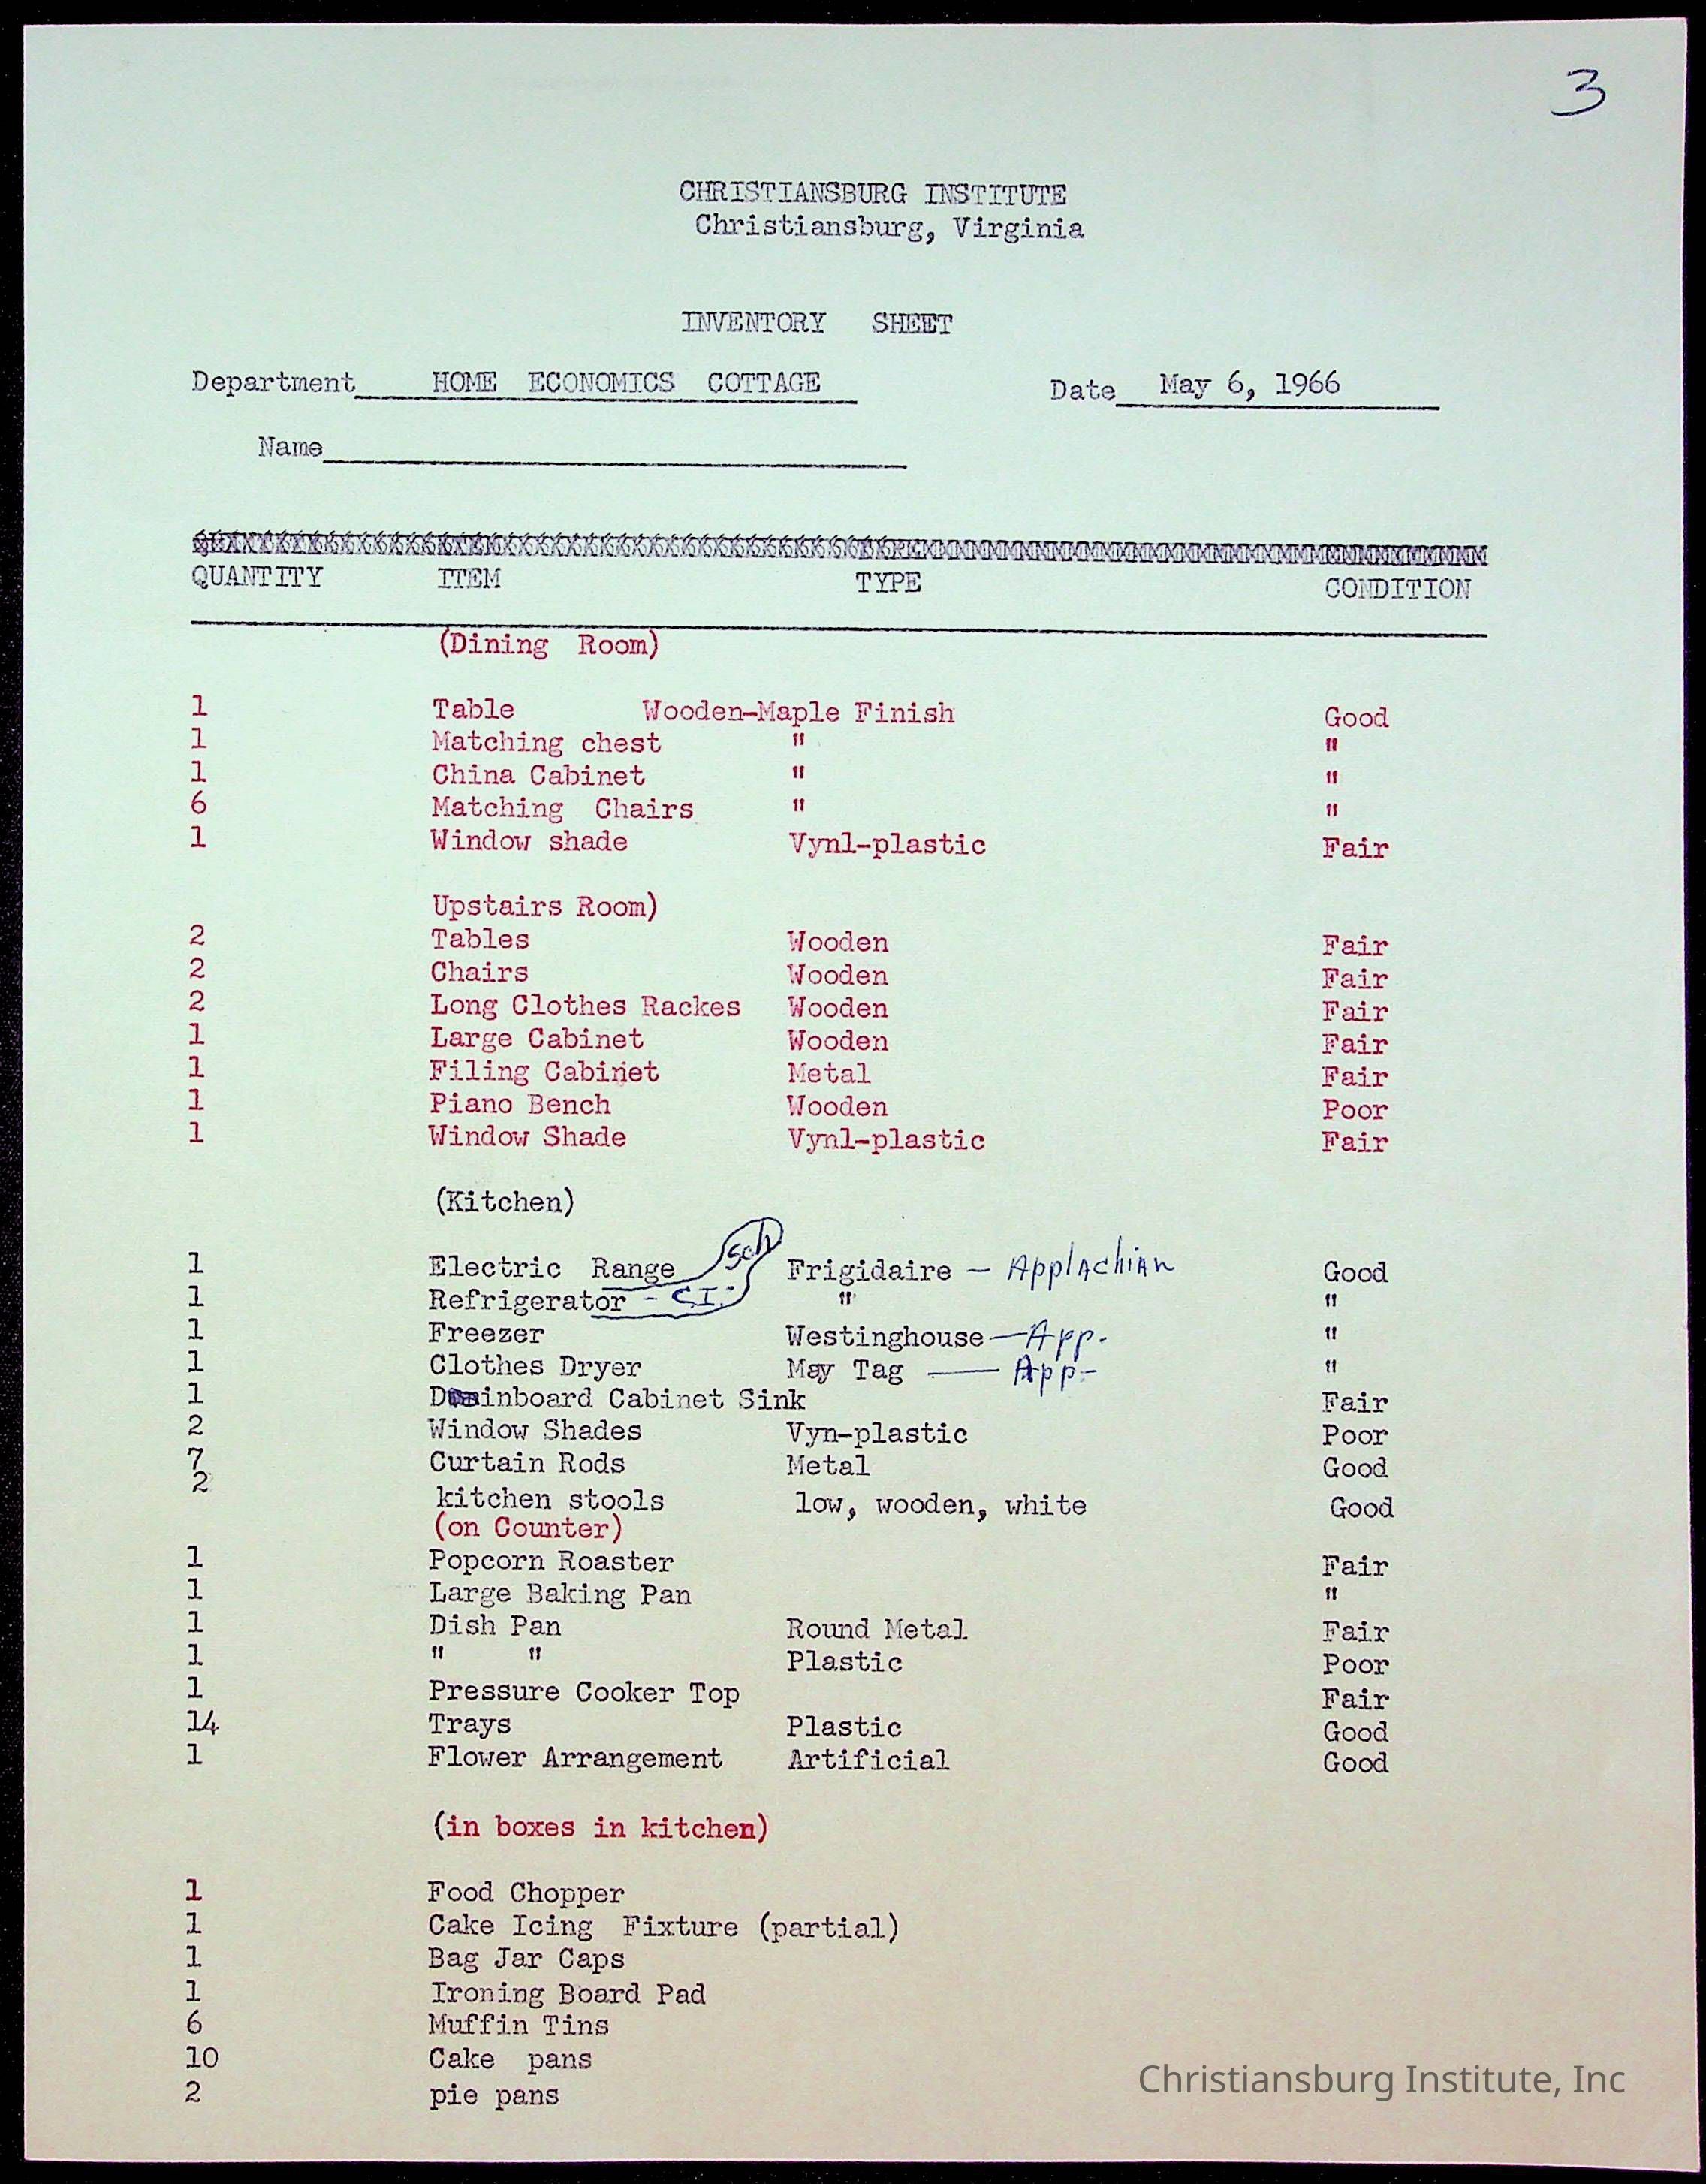 3
CHRISTIANSBURG INSTITUTE
Christiansburg, Virginia
INVENTORY SHEET
Department HOME ECONOMICS COTTAGE Date May 6, 1966
Name
QUANTITY ITEM TYPE CONDITION
(Dining Room)
1 Table Wooden-Maple Finish Good
1 Matching chest " "
1 China Cabinet " "
6 Matching Chairs " "
1 Window shade Vynl-plastic Fair
Upstairs Room)
2 Tables Wooden Fair
2 Chairs Wooden Fair
2 Long Clothes Rackes Wooden Fair
1 Large Cabinet Wooden Fair
1 Filing Cabinet Metal Fair
1 Piano Bench Wooden Poor
1 Window Shade Vynl-plastic Fair
(Kitchen)
1 Electric Range Sch Frigidaire - Applachian Good
1 Refrigerator - C.I. " "
1 Freezer Westinghouse - App. "
1 Clothes Dryer May Tag - App- "
1 Cabinet Sink Fair
2 Window Shades Vyn-plastic Poor
7 Curtain Rods Metal Good
2 kitchen stools low, wooden, white Good
(on Counter)
1 Popcorn Roaster Fair
1 Large Baking Pan "
1 Dish Pan Round Metal Fair
1 " " Plastic Poor
1 Pressure Cooker Top Fair
14 Trays Plastic Good
1 Flower Arrangement Artificial Good
(in boxes in kitchen)
1 Food Chopper
1 Cake Icing Fixture (partial)
1 Bag Jar Caps
1 Ironing Board Pad
6 Muffin Tins
10 Cake pans
2 pie pans
Christiansburg Institute, Inc